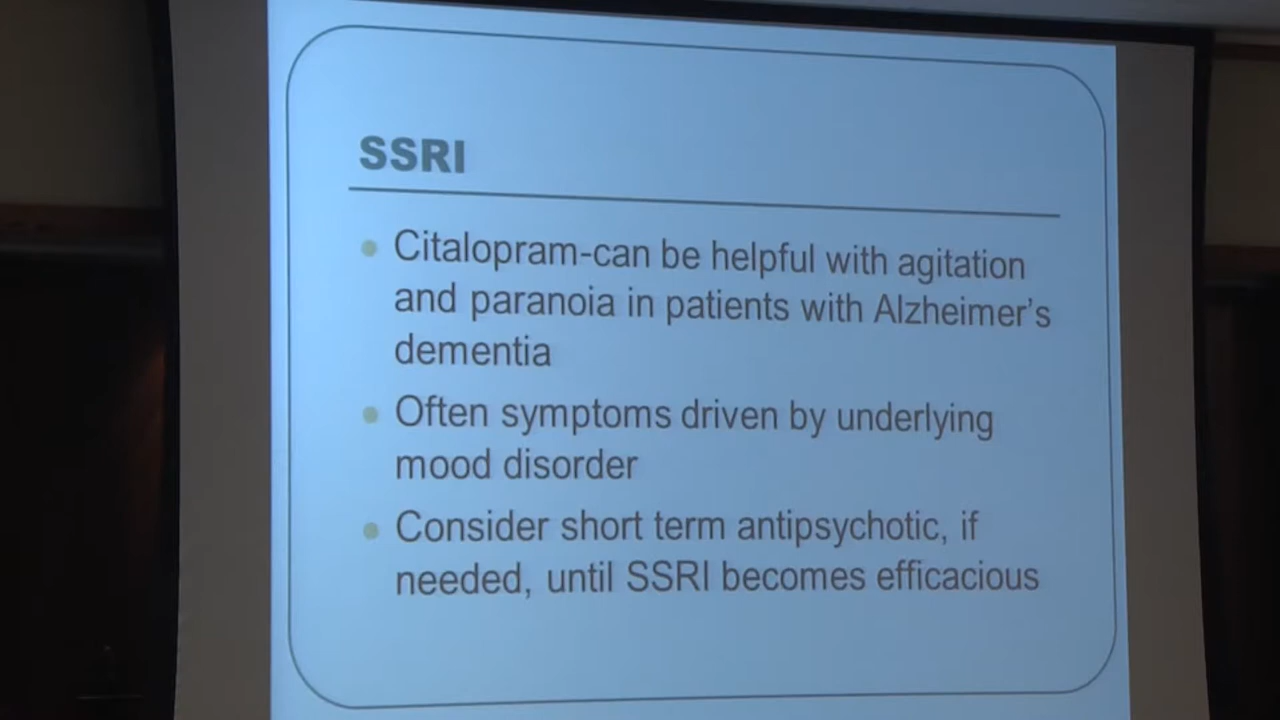 SSRI
Citalopram-can be helpful with agitation
and paranoia in patients with Alzheimer's
dementia
Often symptoms driven by underlying
mood disorder
Consider short term antipsychotic, if
needed, until SSRI becomes efficacious